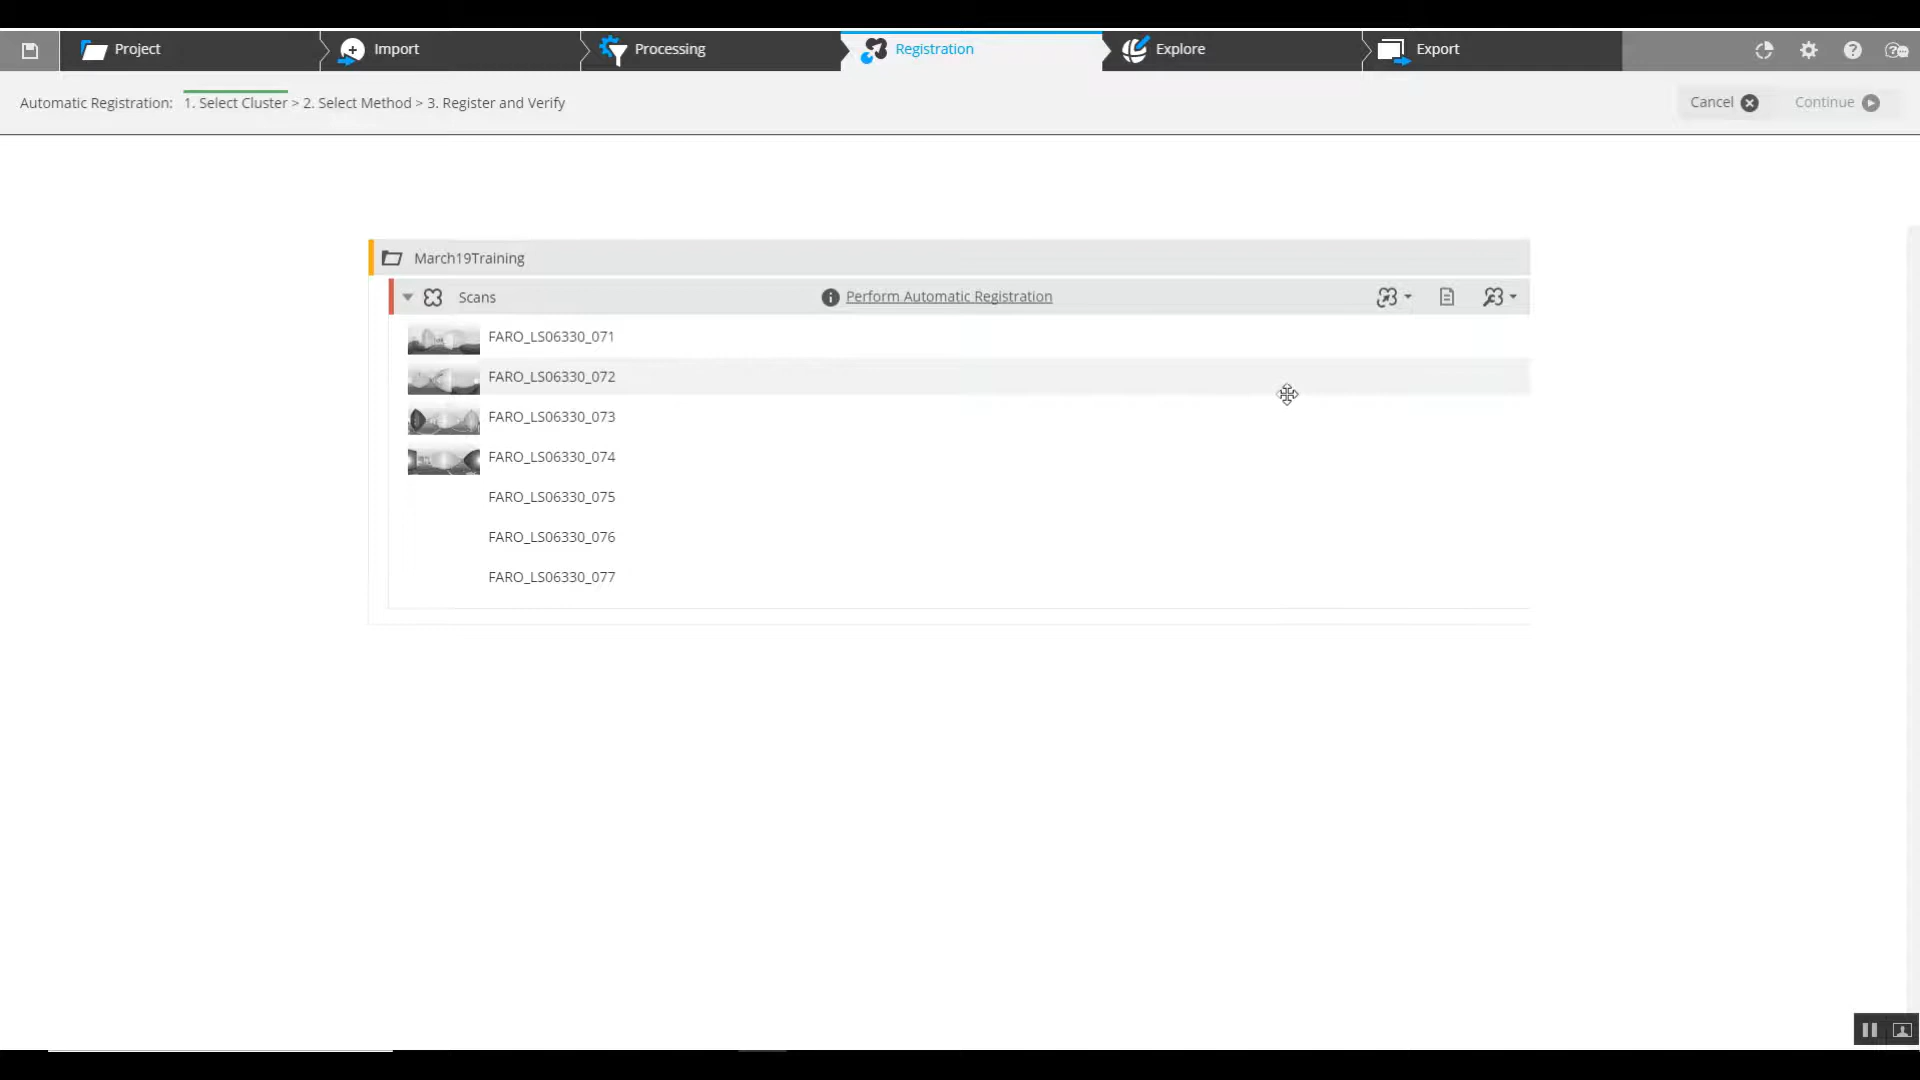 Project
Import
Processing
Registration
Explore
Export
Automatic Registration: 1. Select Cluster > 2. Select Method > 3. Register and Verify
Cancel
Continue
March19Training
Scans
Perform Automatic Registration
FARO_LS06330_071
FARO_LS06330_072
FARO_LS06330_073
FARO_LS06330_074
FARO_LS06330_075
FARO_LS06330_076
FARO_LS06330_077